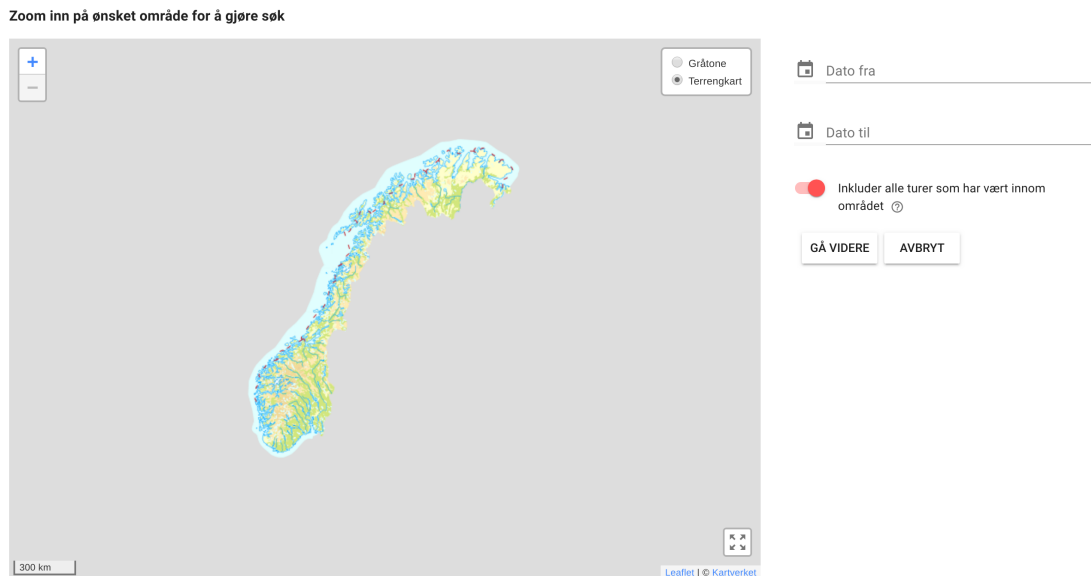 Zoom inn på ønsket område for å gjøre søk
+
−
Gråtone
Terrengkart
300 km
Leaflet | © Kartverket
Dato fra
Dato til
Inkluder alle turer som har vært innom
området ?
GÅ VIDERE AVBRYT